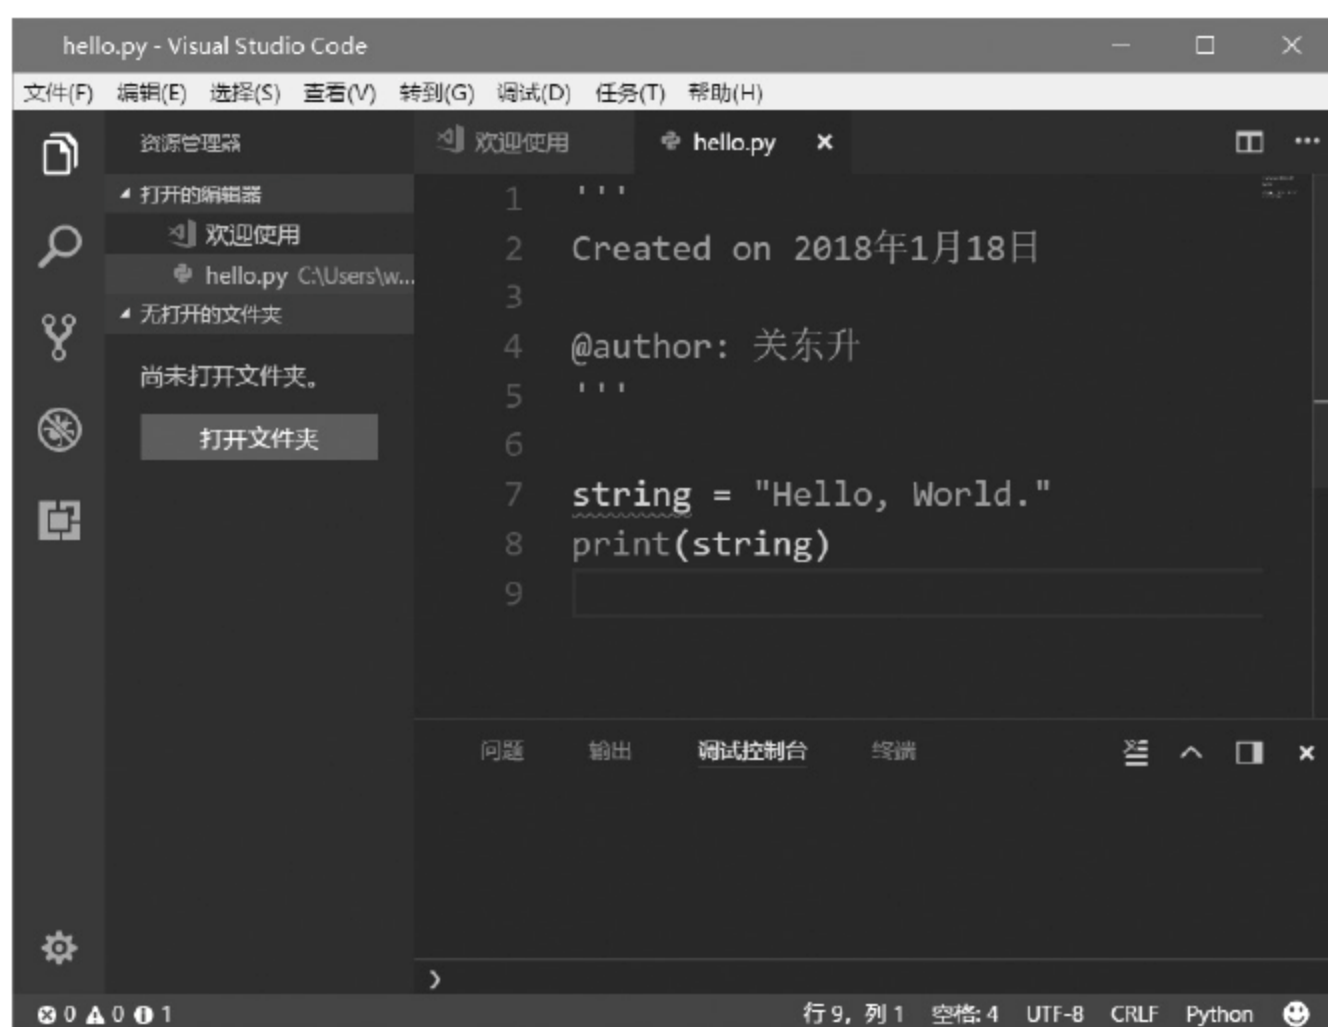 hello.py - Visual Studio Code
文件(F) 编辑(E) 选择(S) 查看(V) 转到(G) 调试(D) 任务(T) 帮助(H)
资源管理器
打开的编辑器
欢迎使用
hello.py C:\Users\w...
无打开的文件夹
尚未打开文件夹。
打开文件夹
欢迎使用 hello.py
1 '''
2 Created on 2018年1月18日
3
4 @author: 关东升
5 '''
6
7 string = "Hello, World."
8 print(string)
9
问题 输出 调试控制台 终端
0 0 1
行 9, 列 1 空格: 4 UTF-8 CRLF Python